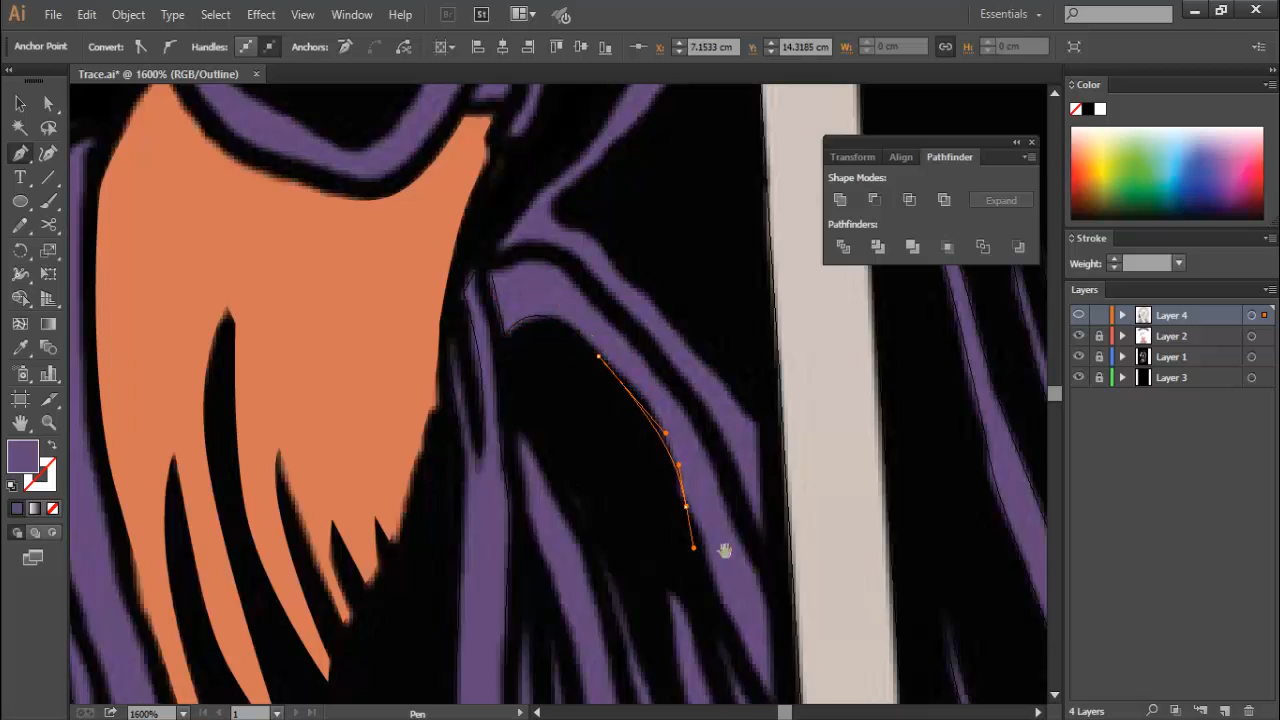 Ai File Edit Object Type Select Effect View Window Help Br St Essentials
Anchor Point Convert: Handles: Anchors: X: 7.1533 cm Y: 14.3185 cm W: 0 cm H: 0 cm
Trace.ai* @ 1600% (RGB/Outline) ×
Color
Transform Align Pathfinder
Shape Modes:
Expand
Pathfinders:
Stroke
Weight:
Layers
Layer 4
Layer 2
Layer 1
Layer 3
1600% 1 Pen 4 Layers